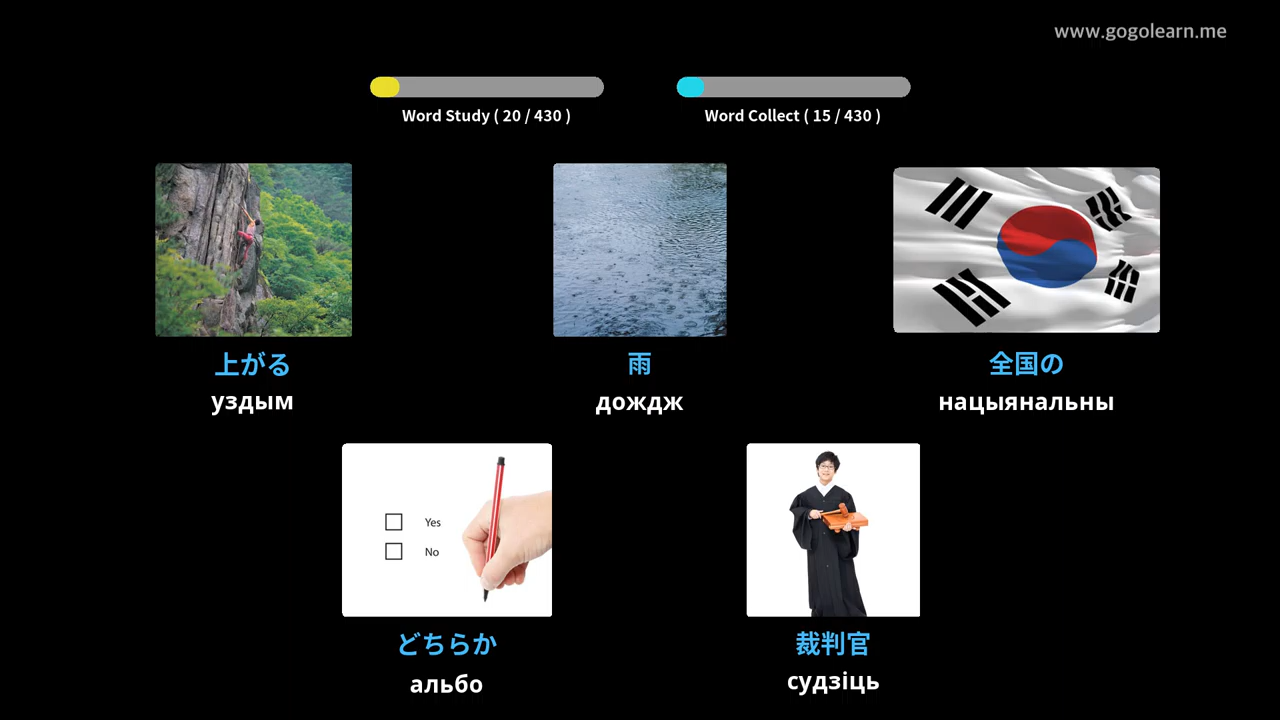 www.gogolearn.me
Word Study ( 20 / 430 )
Word Collect ( 15 / 430 )
上がる
уздым
雨
дождж
全国の
нацыянальны
Yes
No
どちらか
альбо
裁判官
судзіць